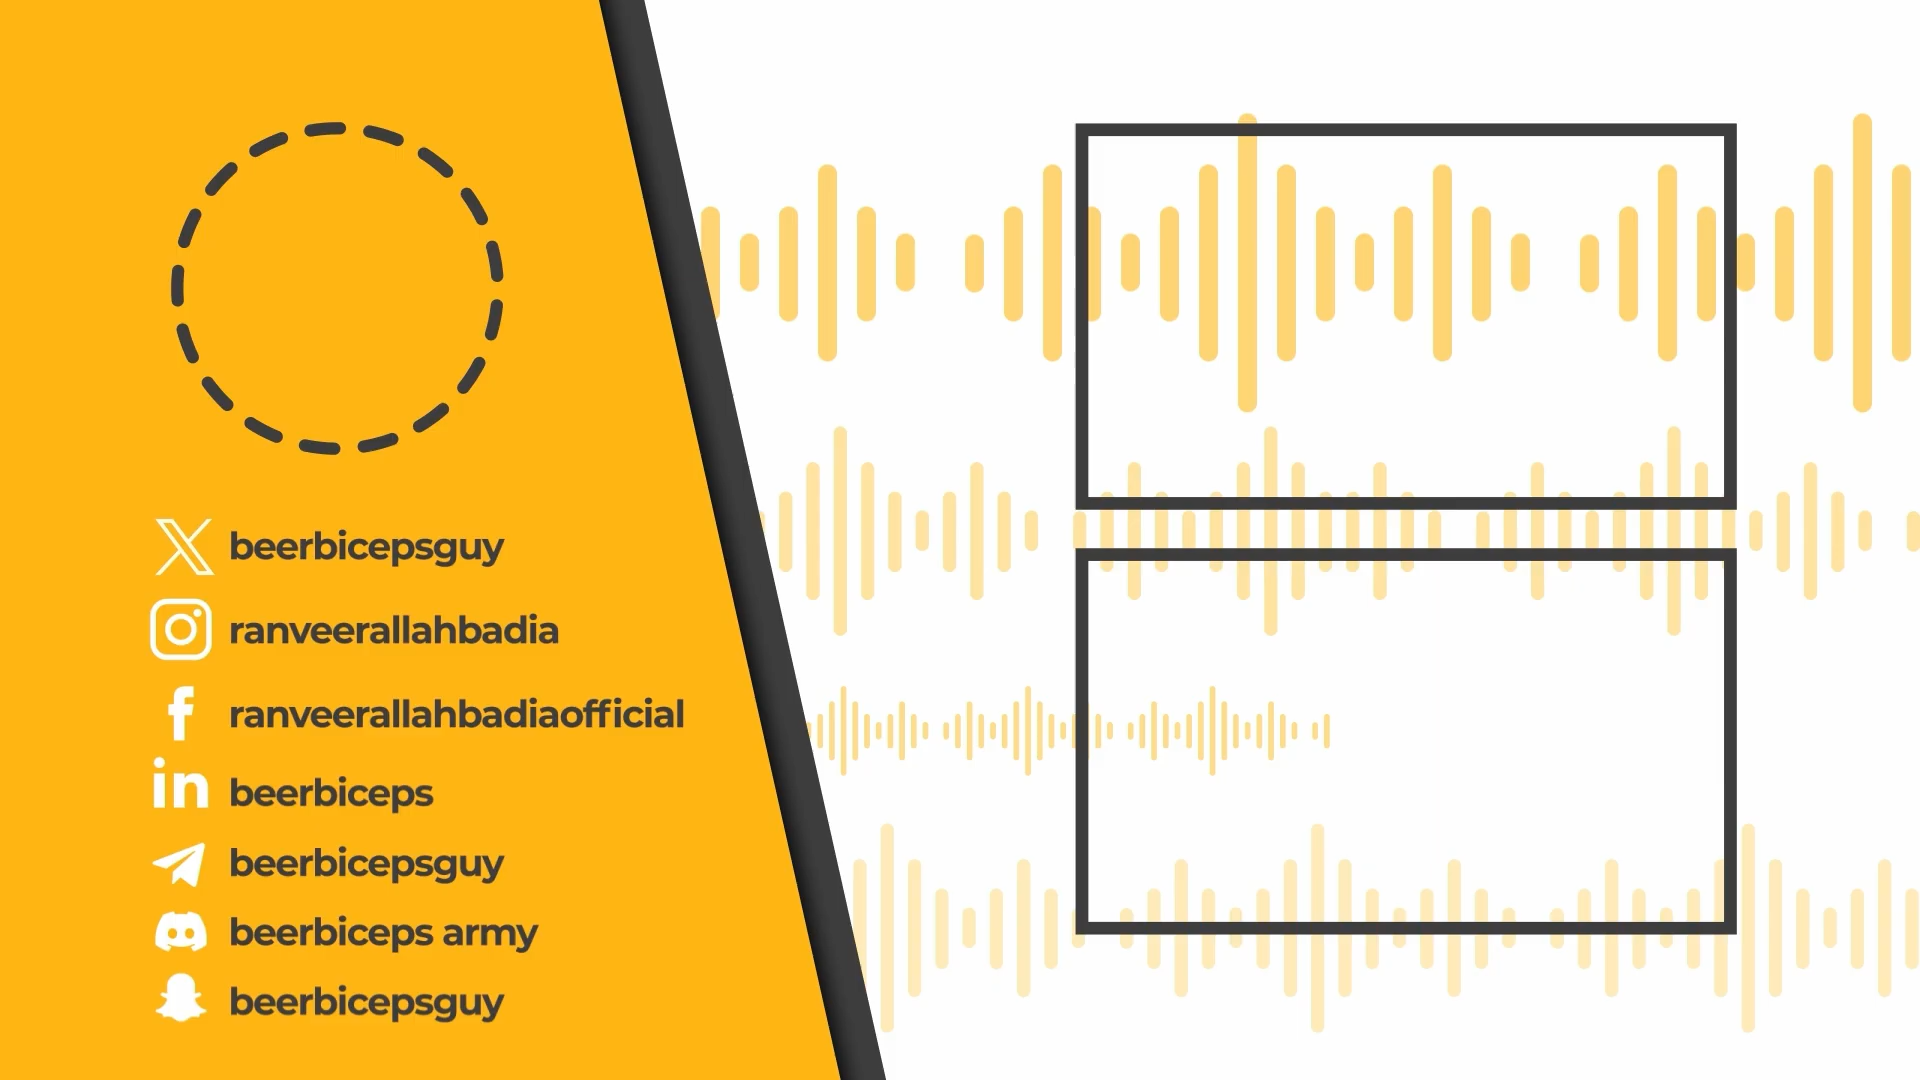 beerbicepsguy
ranveerallahbadia
ranveerallahbadiaofficial
beerbiceps
beerbicepsguy
beerbiceps army
beerbicepsguy